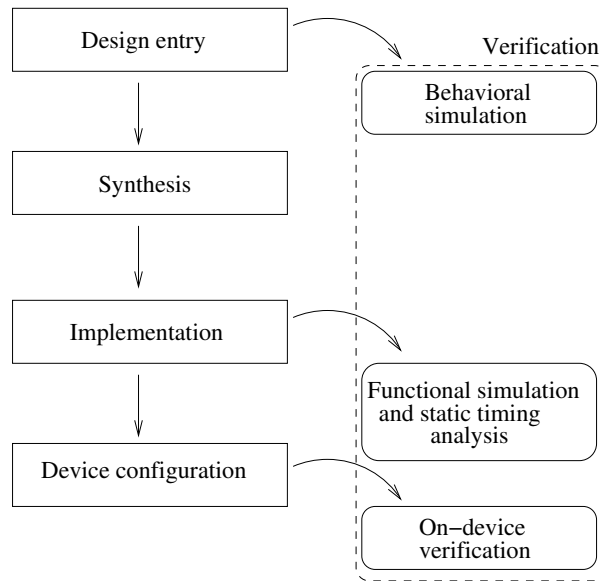 Design entry
Verification
Behavioral
simulation
Synthesis
Implementation
Functional simulation
and static timing
analysis
Device configuration
On−device
verification